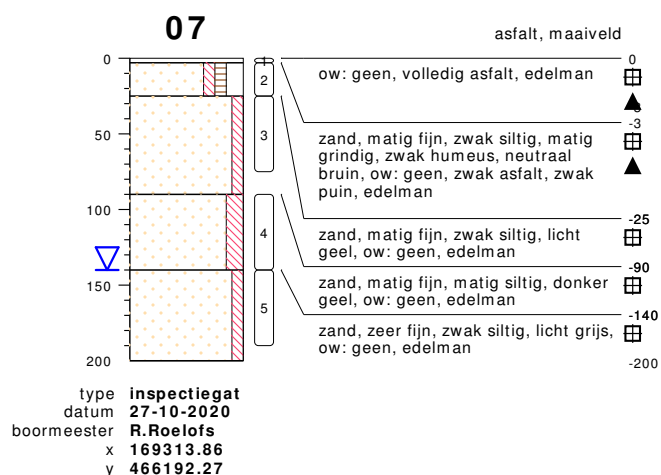 07
asfalt, maaiveld
0
1
0
ow: geen, volledig asfalt, edelman
2
-3
zand, matig fijn, zwak siltig, matig
grindig, zwak humeus, neutraal
bruin, ow: geen, zwak asfalt, zwak
puin, edelman
50
3
-25
zand, matig fijn, zwak siltig, licht
geel, ow: geen, edelman
100
4
-90
zand, matig fijn, matig siltig, donker
geel, ow: geen, edelman
150
5
-140
zand, zeer fijn, zwak siltig, licht grijs,
ow: geen, edelman
200
-200
type inspectiegat
datum 27-10-2020
boormeester R.Roelofs
x 169313.86
y 466192.27